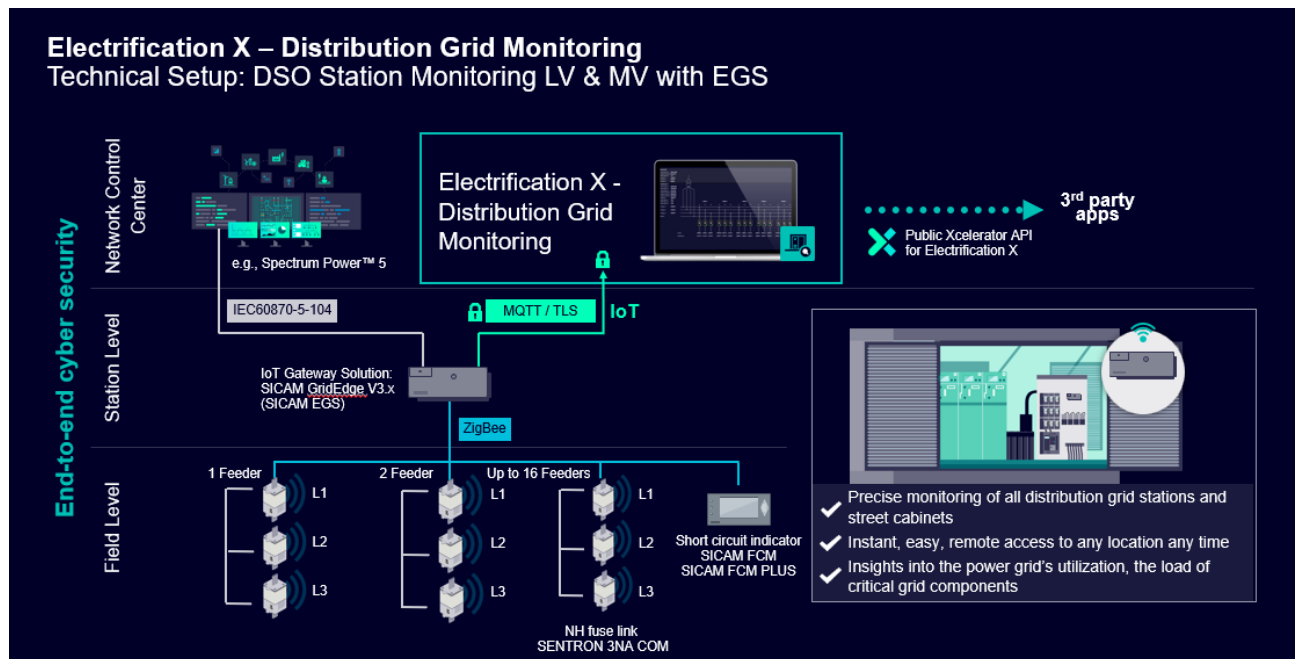 Electrification X – Distribution Grid Monitoring
Technical Setup: DSO Station Monitoring LV & MV with EGS
End-to-end cyber security
Network Control
Center
e.g., Spectrum Power™ 5
Electrification X -
Distribution Grid
Monitoring
3rd party
apps
Public Xcelerator API
for Electrification X
Station Level
IEC60870-5-104
MQTT / TLS
IoT
IoT Gateway Solution:
SICAM GridEdge V3.x
(SICAM EGS)
ZigBee
Field Level
1 Feeder
L1
L2
L3
2 Feeder
L1
L2
L3
Up to 16 Feeders
L1
L2
L3
NH fuse link
SENTRON 3NA COM
Short circuit indicator
SICAM FCM
SICAM FCM PLUS
Precise monitoring of all distribution grid stations and
street cabinets
Instant, easy, remote access to any location any time
Insights into the power grid's utilization, the load of
critical grid components